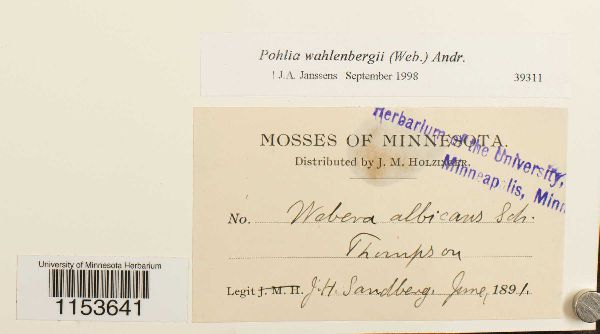 Pohlia wahlenbergii (Web.) Andr.
! J.A. Janssens September 1998 39311
Herbarium of the University,
Minneapolis, Minn
MOSSES OF MINNESOTA.
Distributed by J. M. HOLZINGER.
No. Webera albicans Sch.
Thompson
Legit J. M. H. J. H. Sandberg. June, 1891.
University of Minnesota Herbarium
1153641